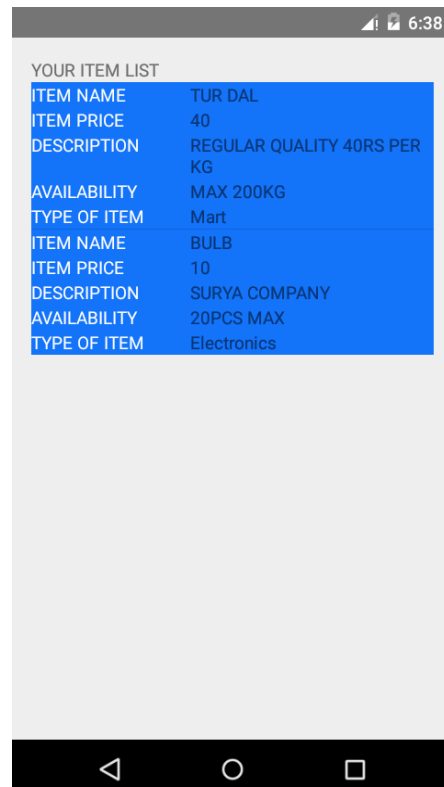 6:38
YOUR ITEM LIST
ITEM NAME TUR DAL
ITEM PRICE 40
DESCRIPTION REGULAR QUALITY 40RS PER
KG
AVAILABILITY MAX 200KG
TYPE OF ITEM Mart
ITEM NAME BULB
ITEM PRICE 10
DESCRIPTION SURYA COMPANY
AVAILABILITY 20PCS MAX
TYPE OF ITEM Electronics